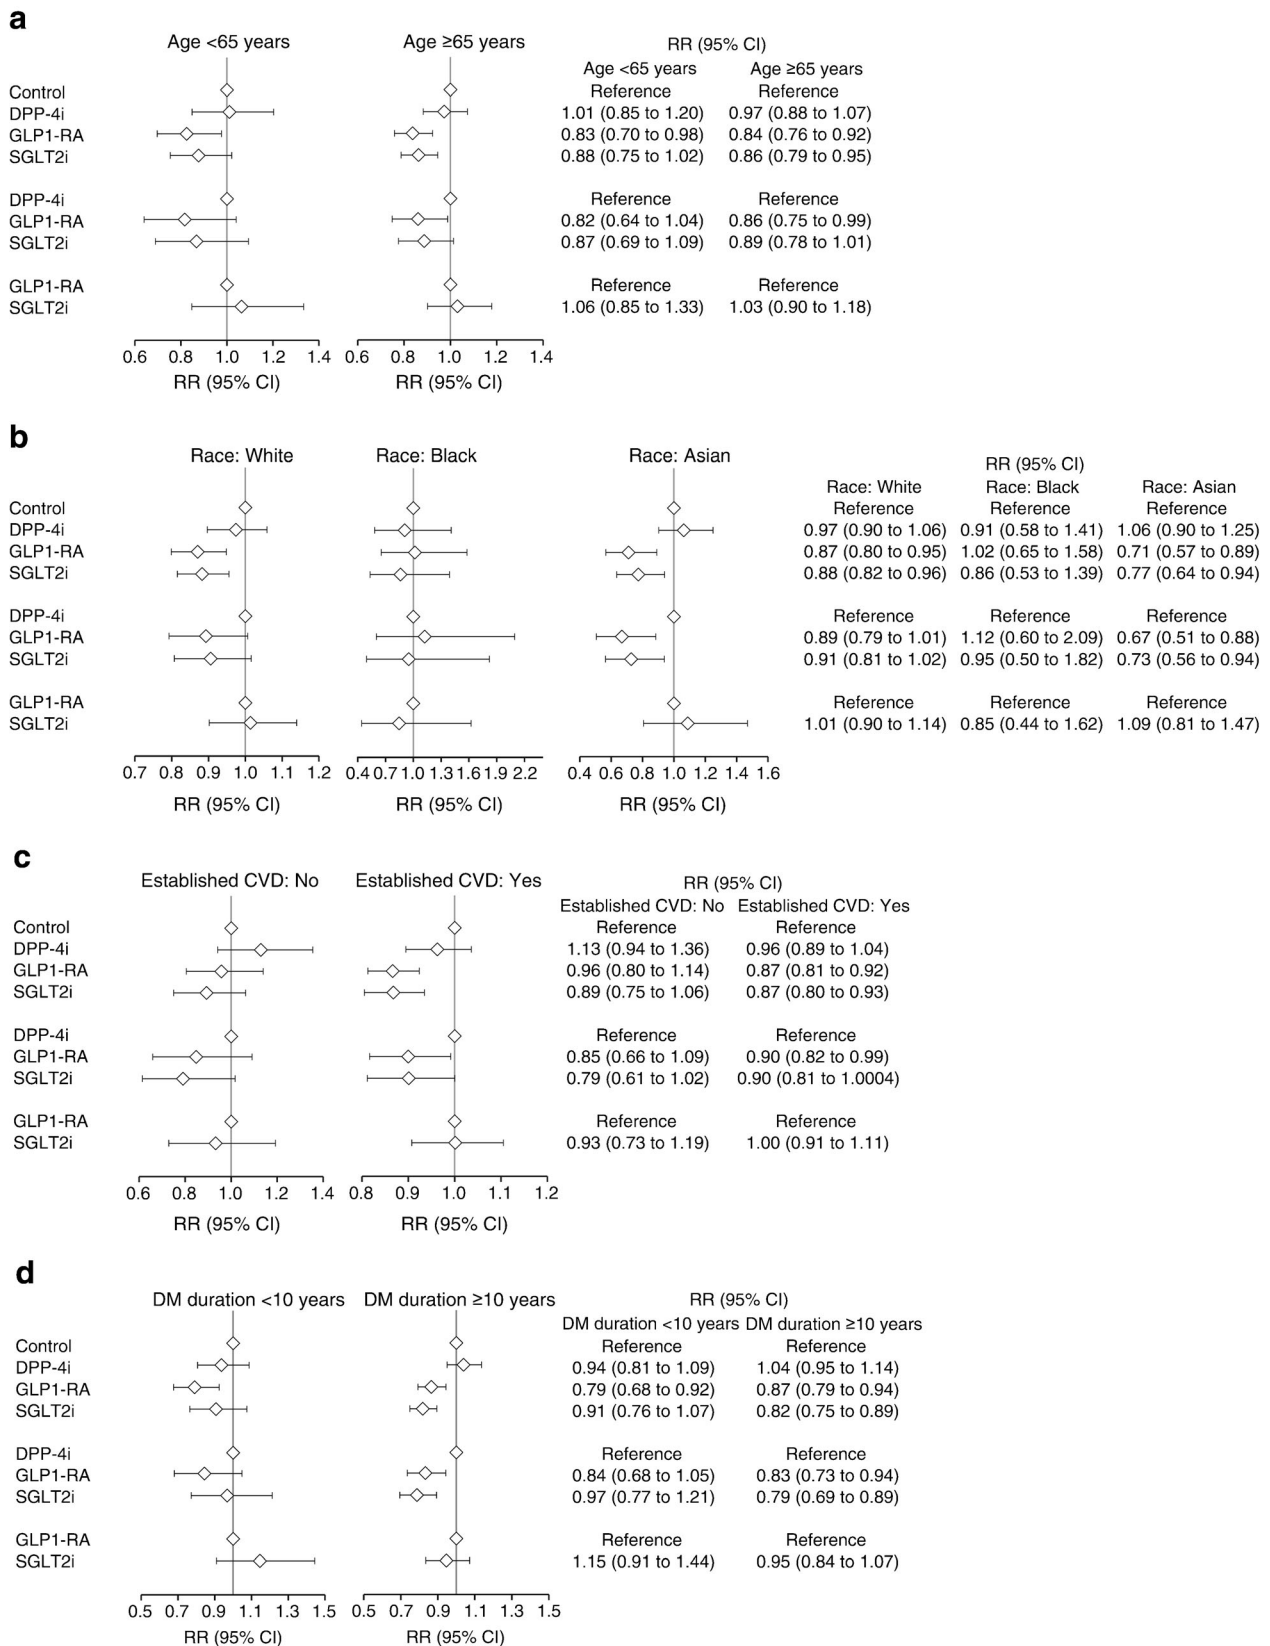 a
Age <65 years Age ≥65 years RR (95% CI)
Age <65 years Age ≥65 years
Control Reference Reference
DPP-4i 1.01 (0.85 to 1.20) 0.97 (0.88 to 1.07)
GLP1-RA 0.83 (0.70 to 0.98) 0.84 (0.76 to 0.92)
SGLT2i 0.88 (0.75 to 1.02) 0.86 (0.79 to 0.95)
DPP-4i Reference Reference
GLP1-RA 0.82 (0.64 to 1.04) 0.86 (0.75 to 0.99)
SGLT2i 0.87 (0.69 to 1.09) 0.89 (0.78 to 1.01)
GLP1-RA Reference Reference
SGLT2i 1.06 (0.85 to 1.33) 1.03 (0.90 to 1.18)
0.6 0.8 1.0 1.2 1.4 0.6 0.8 1.0 1.2 1.4
RR (95% CI) RR (95% CI)
b
Race: White Race: Black Race: Asian RR (95% CI)
Race: White Race: Black Race: Asian
Control Reference Reference Reference
DPP-4i 0.97 (0.90 to 1.06) 0.91 (0.58 to 1.41) 1.06 (0.90 to 1.25)
GLP1-RA 0.87 (0.80 to 0.95) 1.02 (0.65 to 1.58) 0.71 (0.57 to 0.89)
SGLT2i 0.88 (0.82 to 0.96) 0.86 (0.53 to 1.39) 0.77 (0.64 to 0.94)
DPP-4i Reference Reference Reference
GLP1-RA 0.89 (0.79 to 1.01) 1.12 (0.60 to 2.09) 0.67 (0.51 to 0.88)
SGLT2i 0.91 (0.81 to 1.02) 0.95 (0.50 to 1.82) 0.73 (0.56 to 0.94)
GLP1-RA Reference Reference Reference
SGLT2i 1.01 (0.90 to 1.14) 0.85 (0.44 to 1.62) 1.09 (0.81 to 1.47)
0.7 0.8 0.9 1.0 1.1 1.2 0.4 0.7 1.0 1.3 1.6 1.9 2.2 0.4 0.6 0.8 1.0 1.2 1.4 1.6
RR (95% CI) RR (95% CI) RR (95% CI)
c
Established CVD: No Established CVD: Yes RR (95% CI)
Established CVD: No Established CVD: Yes
Control Reference Reference
DPP-4i 1.13 (0.94 to 1.36) 0.96 (0.89 to 1.04)
GLP1-RA 0.96 (0.80 to 1.14) 0.87 (0.81 to 0.92)
SGLT2i 0.89 (0.75 to 1.06) 0.87 (0.80 to 0.93)
DPP-4i Reference Reference
GLP1-RA 0.85 (0.66 to 1.09) 0.90 (0.82 to 0.99)
SGLT2i 0.79 (0.61 to 1.02) 0.90 (0.81 to 1.0004)
GLP1-RA Reference Reference
SGLT2i 0.93 (0.73 to 1.19) 1.00 (0.91 to 1.11)
0.6 0.8 1.0 1.2 1.4 0.8 0.9 1.0 1.1 1.2
RR (95% CI) RR (95% CI)
d
DM duration <10 years DM duration ≥10 years RR (95% CI)
DM duration <10 years DM duration ≥10 years
Control Reference Reference
DPP-4i 0.94 (0.81 to 1.09) 1.04 (0.95 to 1.14)
GLP1-RA 0.79 (0.68 to 0.92) 0.87 (0.79 to 0.94)
SGLT2i 0.91 (0.76 to 1.07) 0.82 (0.75 to 0.89)
DPP-4i Reference Reference
GLP1-RA 0.84 (0.68 to 1.05) 0.83 (0.73 to 0.94)
SGLT2i 0.97 (0.77 to 1.21) 0.79 (0.69 to 0.89)
GLP1-RA Reference Reference
SGLT2i 1.15 (0.91 to 1.44) 0.95 (0.84 to 1.07)
0.5 0.7 0.9 1.1 1.3 1.5 0.5 0.7 0.9 1.1 1.3 1.5
RR (95% CI) RR (95% CI)